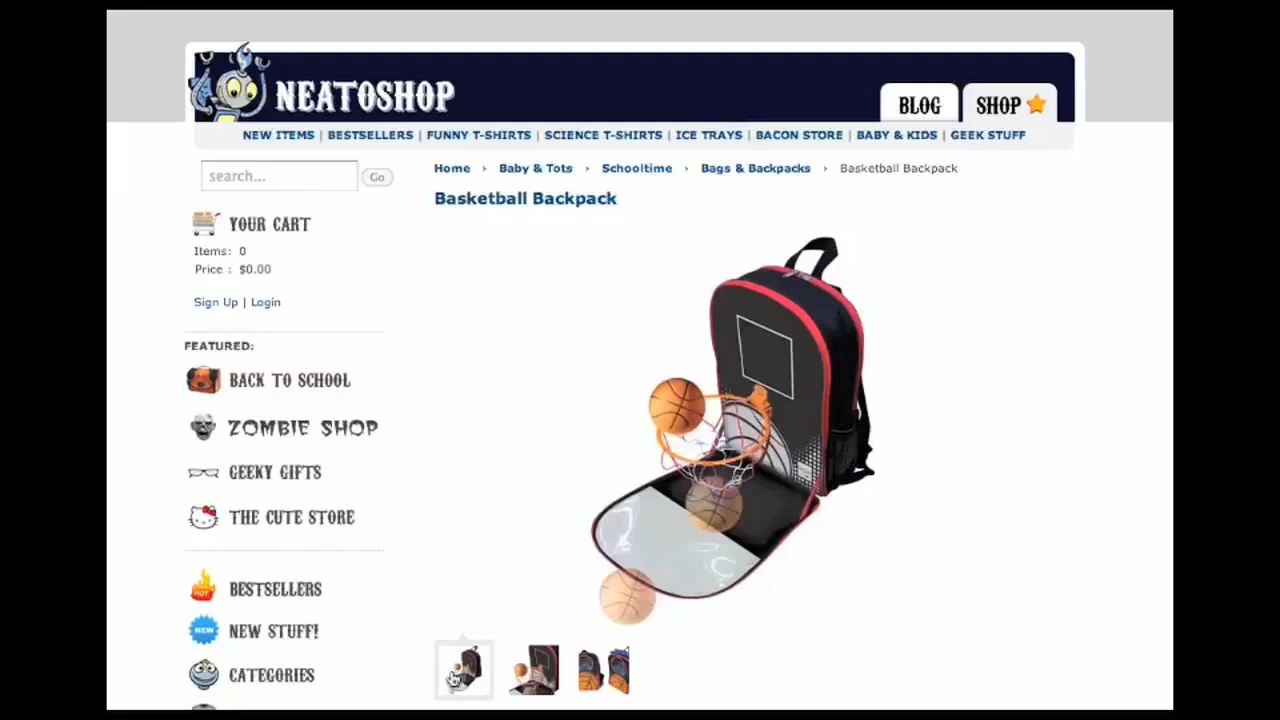 NEATOSHOP
BLOG
SHOP
NEW ITEMS | BESTSELLERS | FUNNY T-SHIRTS | SCIENCE T-SHIRTS | ICE TRAYS | BACON STORE | BABY & KIDS | GEEK STUFF
search...
Go
Home › Baby & Tots › Schooltime › Bags & Backpacks › Basketball Backpack
Basketball Backpack
YOUR CART
Items: 0
Price : $0.00
Sign Up | Login
FEATURED:
BACK TO SCHOOL
ZOMBIE SHOP
GEEKY GIFTS
THE CUTE STORE
HOT
BESTSELLERS
NEW
NEW STUFF!
CATEGORIES